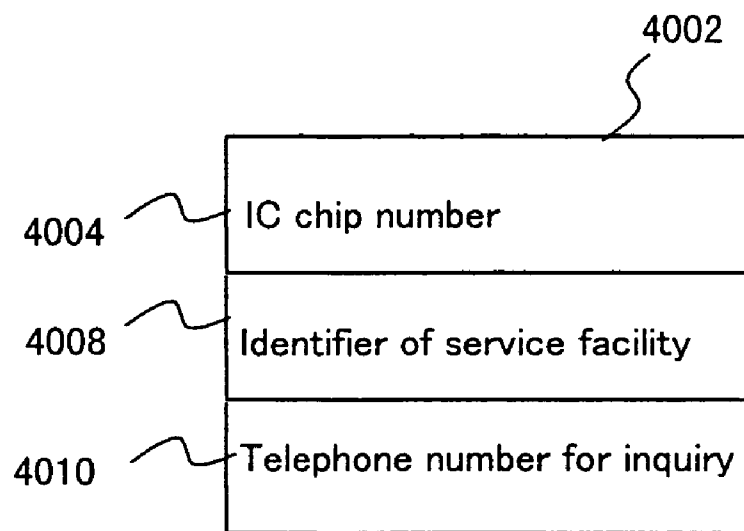 4002
4004
IC chip number
4008
Identifier of service facility
4010
Telephone number for inquiry